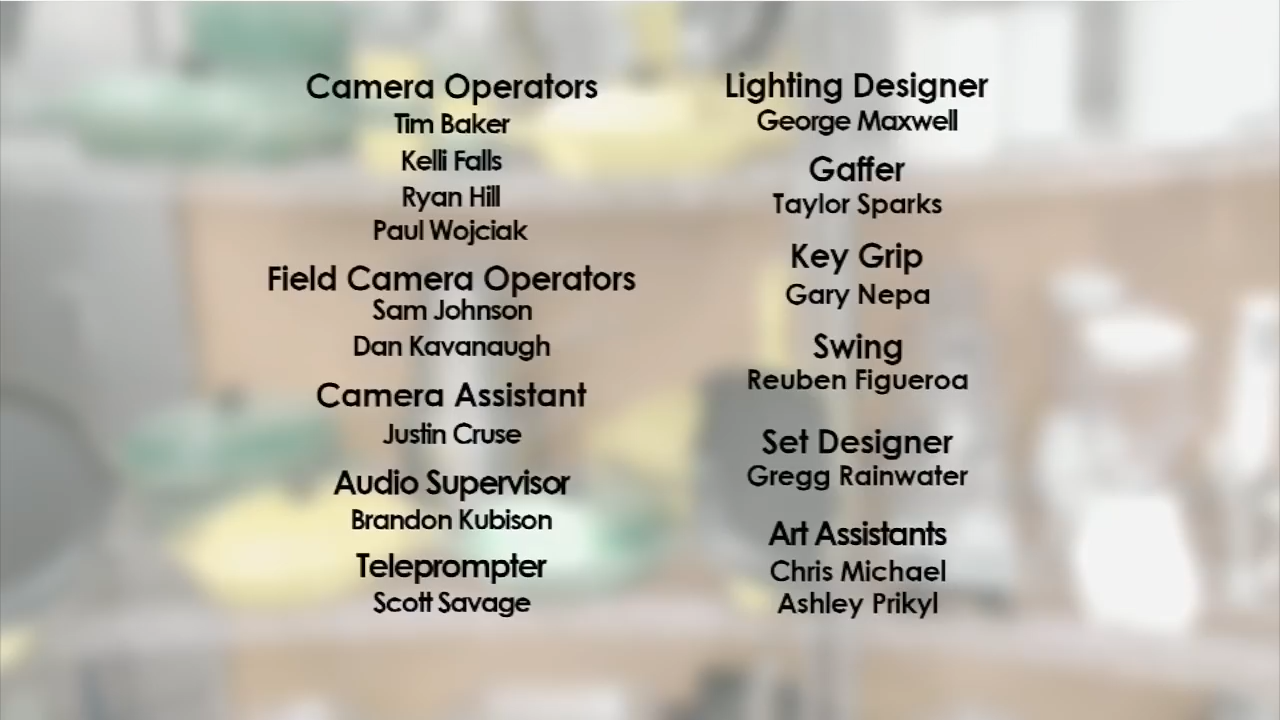 Camera Operators
Tim Baker
Kelli Falls
Ryan Hill
Paul Wojciak
Field Camera Operators
Sam Johnson
Dan Kavanaugh
Camera Assistant
Justin Cruse
Audio Supervisor
Brandon Kubison
Teleprompter
Scott Savage
Lighting Designer
George Maxwell
Gaffer
Taylor Sparks
Key Grip
Gary Nepa
Swing
Reuben Figueroa
Set Designer
Gregg Rainwater
Art Assistants
Chris Michael
Ashley Prikyl